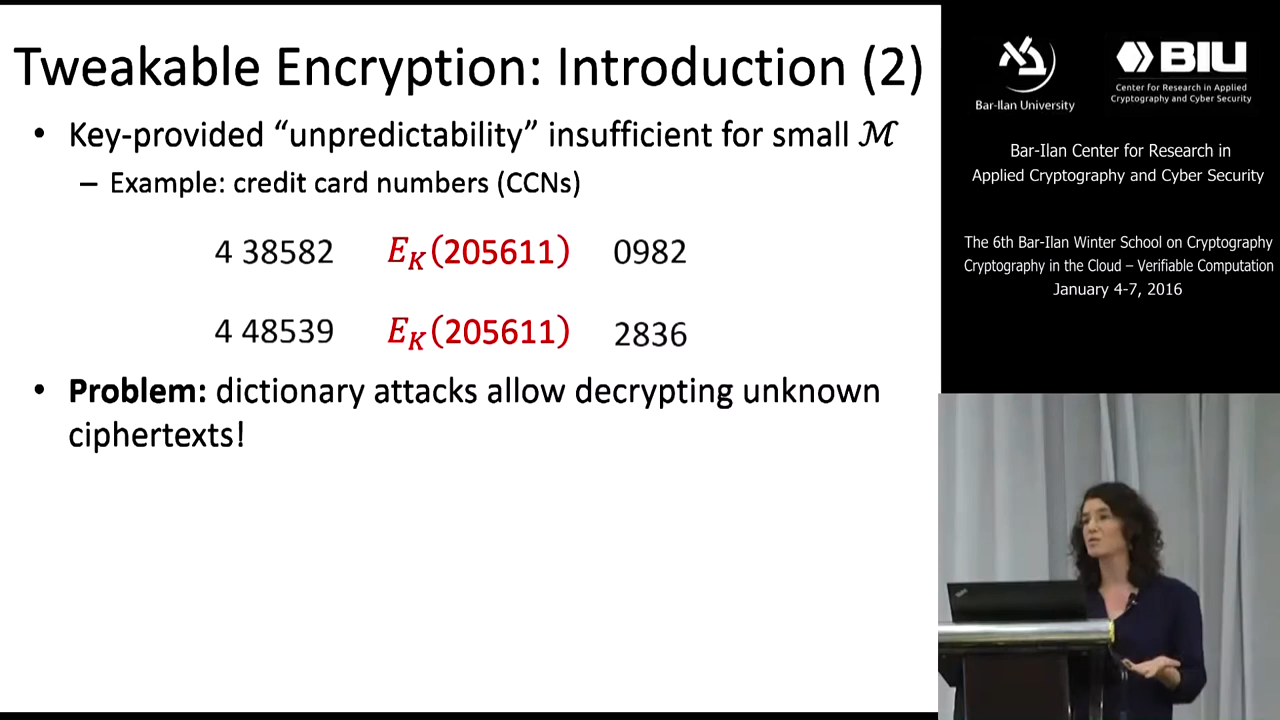 Tweakable Encryption: Introduction (2)
• Key-provided “unpredictability” insufficient for small ℳ
– Example: credit card numbers (CCNs)
4 38582 E_K(205611) 0982
4 48539 E_K(205611) 2836
• Problem: dictionary attacks allow decrypting unknown
ciphertexts!
Bar-Ilan University
BIU
Center for Research in Applied
Cryptography and Cyber Security
Bar-Ilan Center for Research in
Applied Cryptography and Cyber Security
The 6th Bar-Ilan Winter School on Cryptography
Cryptography in the Cloud – Verifiable Computation
January 4-7, 2016